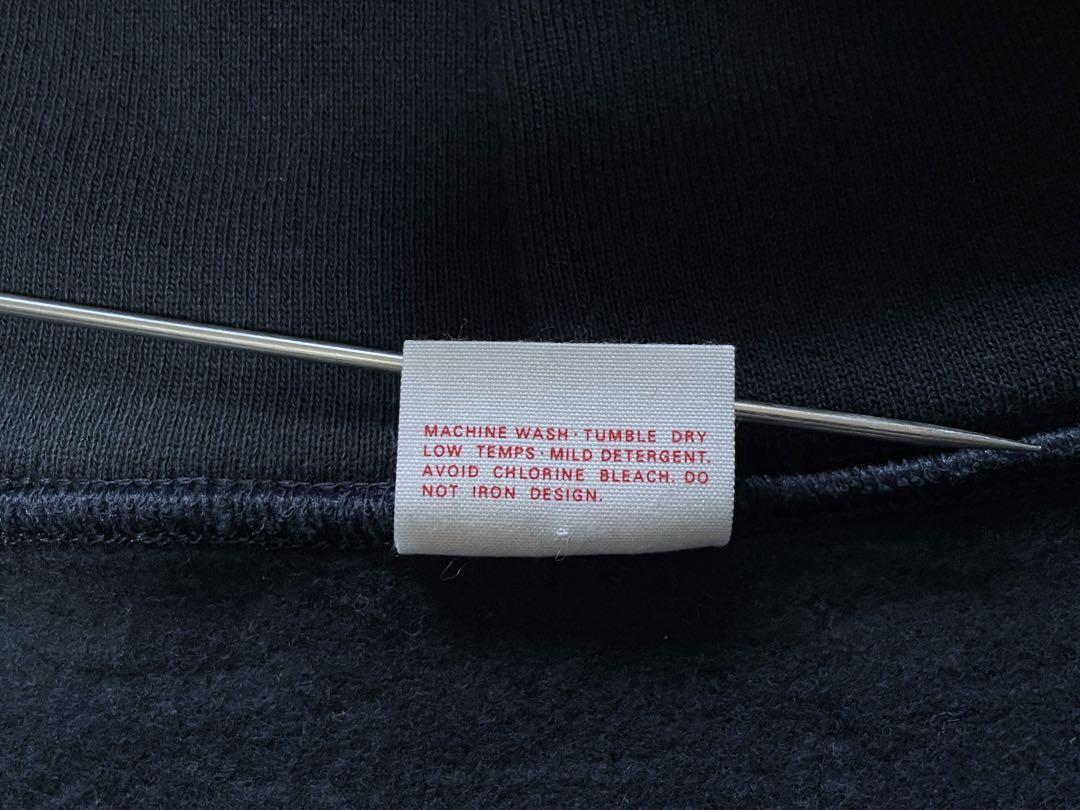 MACHINE WASH · TUMBLE DRY
LOW TEMPS · MILD DETERGENT.
AVOID CHLORINE BLEACH. DO
NOT IRON DESIGN.